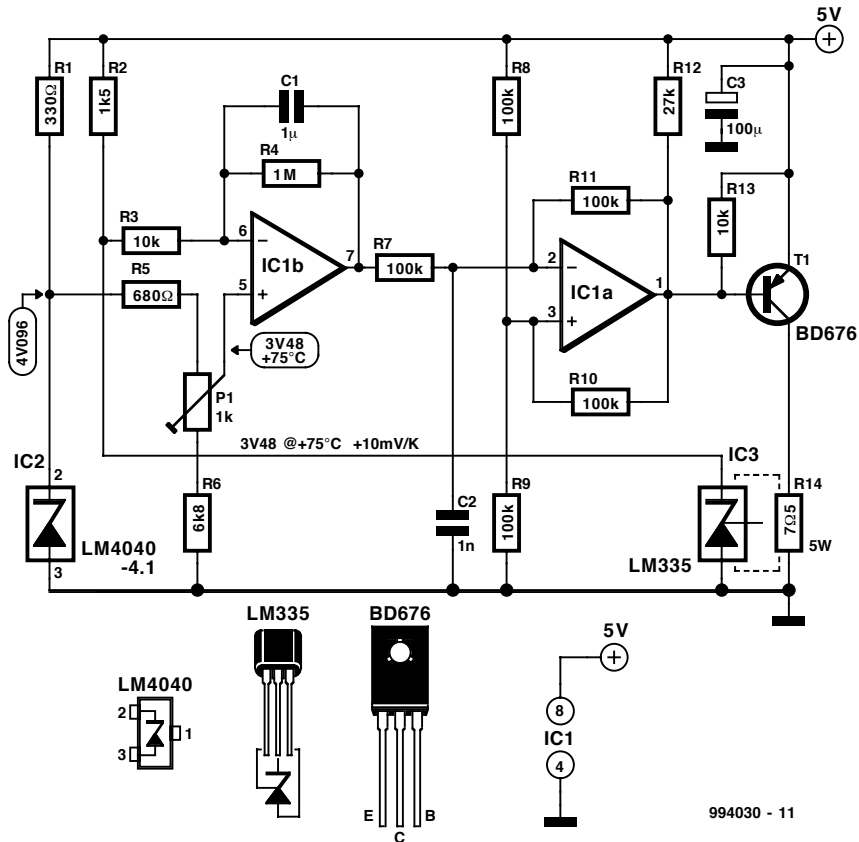 5V
R1
330Ω
R2
1k5
C1
1µ
R4
1M
R8
100k
R12
27k
C3
100µ
R3
10k
6
IC1b
7
5
R5
680Ω
R7
100k
R11
100k
2
IC1a
1
3
R13
10k
T1
BD676
4V096
3V48
+75°C
P1
1k
R10
100k
3V48 @+75°C +10mV/K
IC2
2
LM4040
-4.1
3
R6
6k8
C2
1n
R9
100k
IC3
LM335
R14
7Ω5
5W
LM335
BD676
LM4040
2
1
3
E
C
B
5V
8
IC1
4
994030 - 11